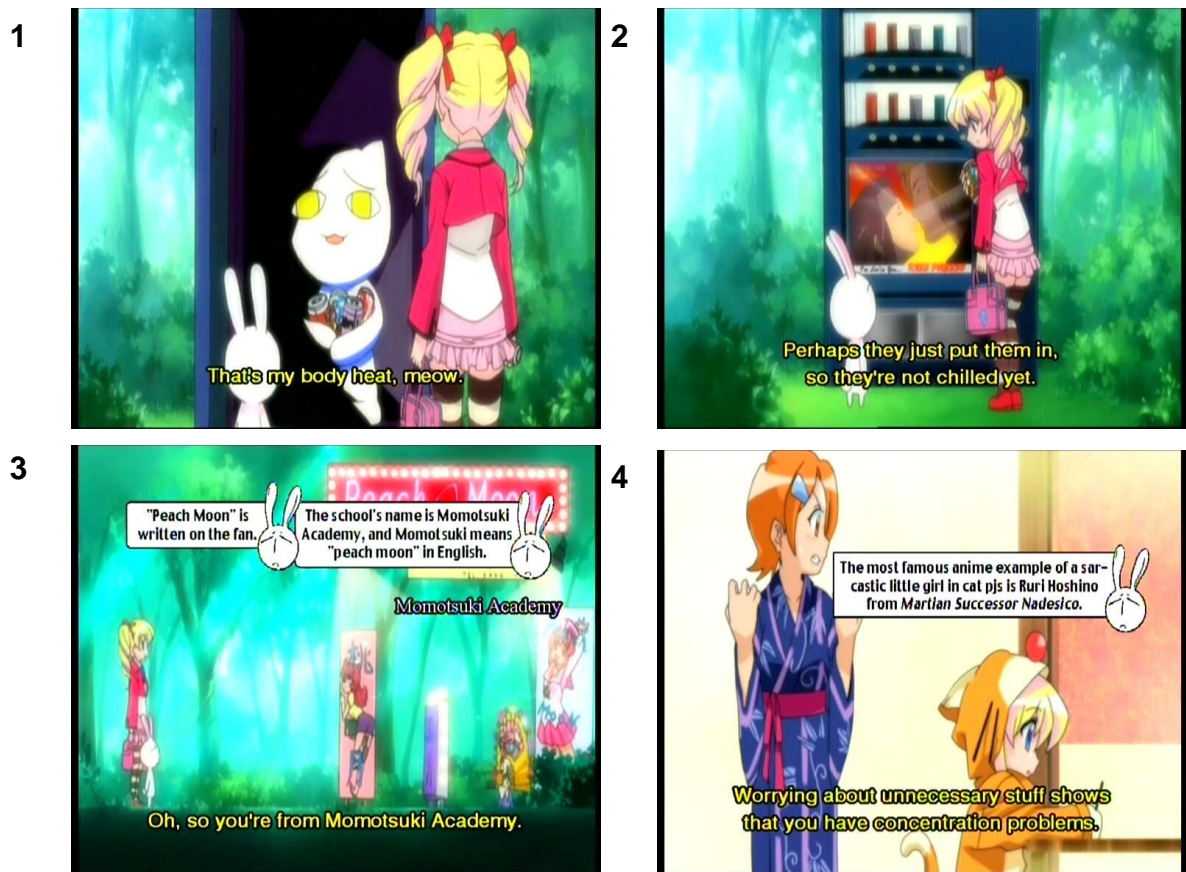 1
That's my body heat, meow.
2
Perhaps they just put them in,
so they're not chilled yet.
3
Peach Moon
"Peach Moon" is
written on the fan.
The school's name is Momotsuki
Academy, and Momotsuki means
"peach moon" in English.
Momotsuki Academy
桃
Oh, so you're from Momotsuki Academy.
4
The most famous anime example of a sar-
castic little girl in cat pjs is Ruri Hoshino
from Martian Successor Nadesico.
Worrying about unnecessary stuff shows
that you have concentration problems.